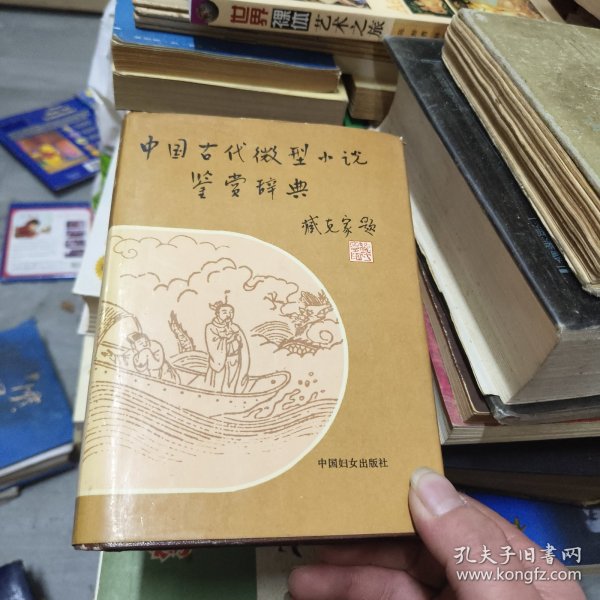 世界裸体艺术之旅
中国古代微型小说
鉴赏辞典
臧克家题
中国妇女出版社
孔夫子旧书网
www.kongfz.com